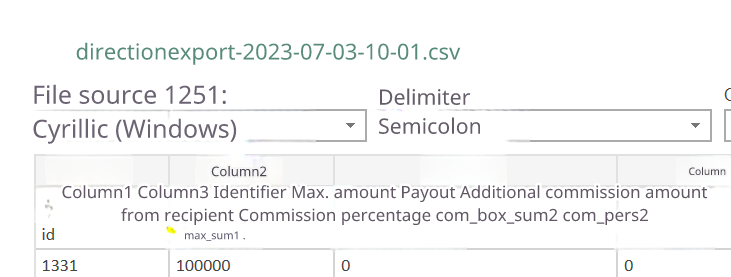 directionexport-2023-07-03-10-01.csv
File source 1251:
Delimiter
Cyrillic (Windows)
Semicolon
Column2
Column
Column1 Column3 Identifier Max. amount Payout Additional commission amount
from recipient Commission percentage com_box_sum2 com_pers2
id
max_sum1 .
1331 100000 0 0